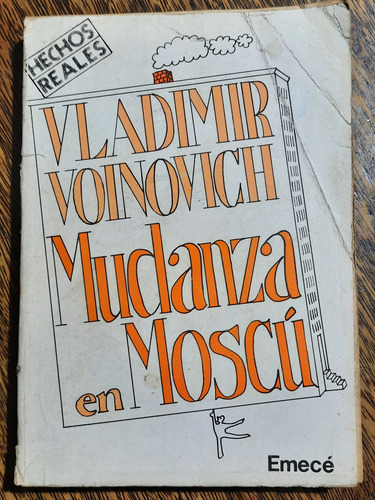 HECHOS
REALES
VLADIMIR
VOINOVICH
Mudanza
en Moscú
Emecé